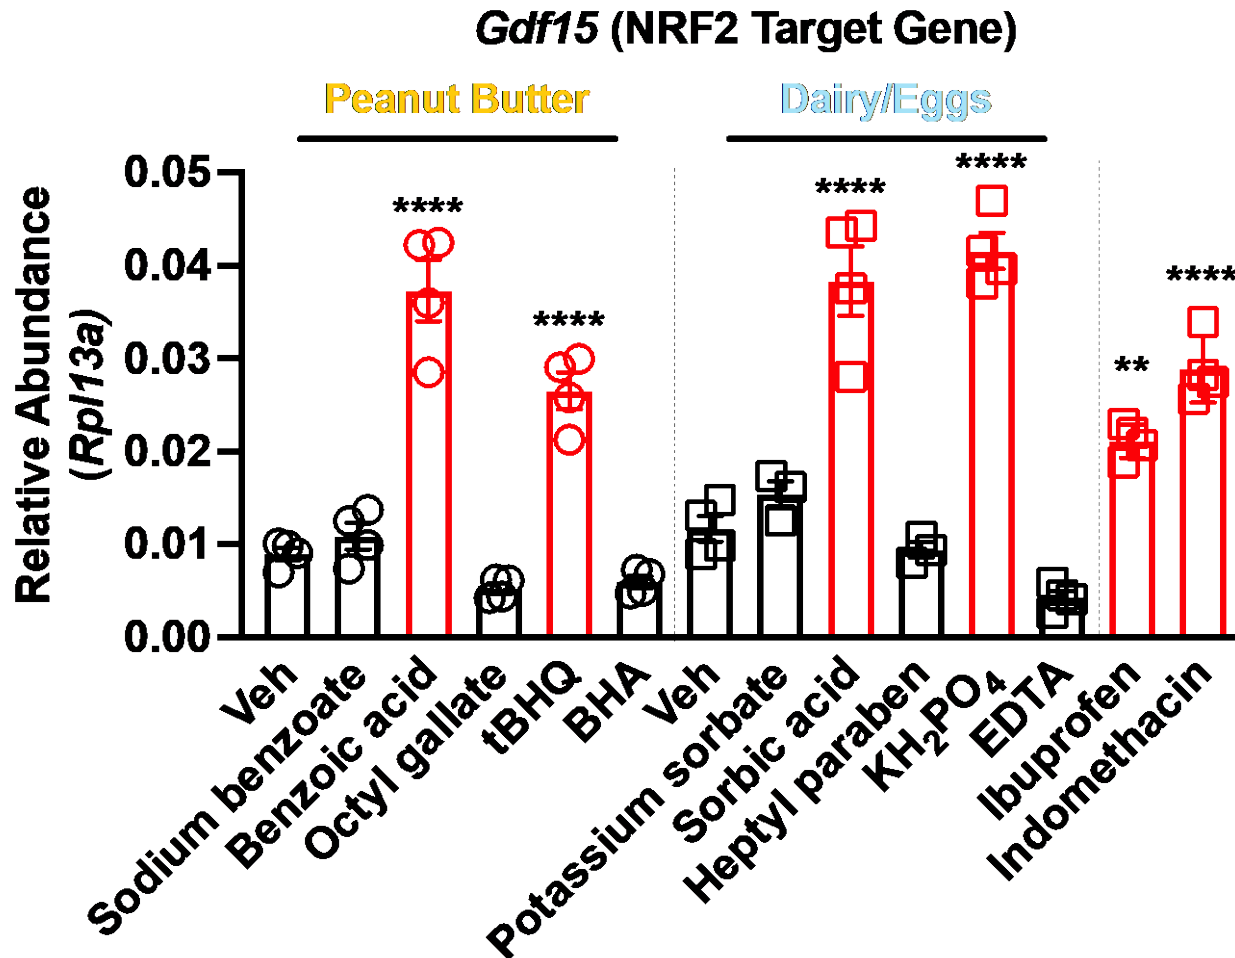 Gdf15 (NRF2 Target Gene)
Peanut Butter
Dairy/Eggs
Relative Abundance
(Rpl13a)
0.05
0.04
0.03
0.02
0.01
0.00
****
****
****
****
**
****
Veh
Sodium benzoate
Benzoic acid
Octyl gallate
tBHQ
BHA
Veh
Potassium sorbate
Sorbic acid
Heptyl paraben
KH₂PO₄
EDTA
Ibuprofen
Indomethacin